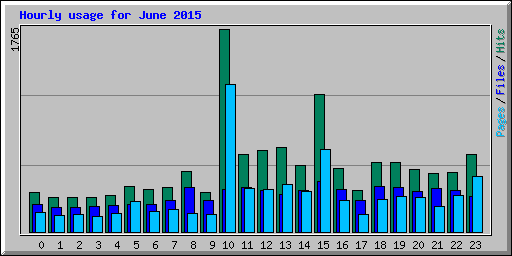 Hourly usage for June 2015
1765
Pages / Files / Hits
0 1 2 3 4 5 6 7 8 9 10 11 12 13 14 15 16 17 18 19 20 21 22 23